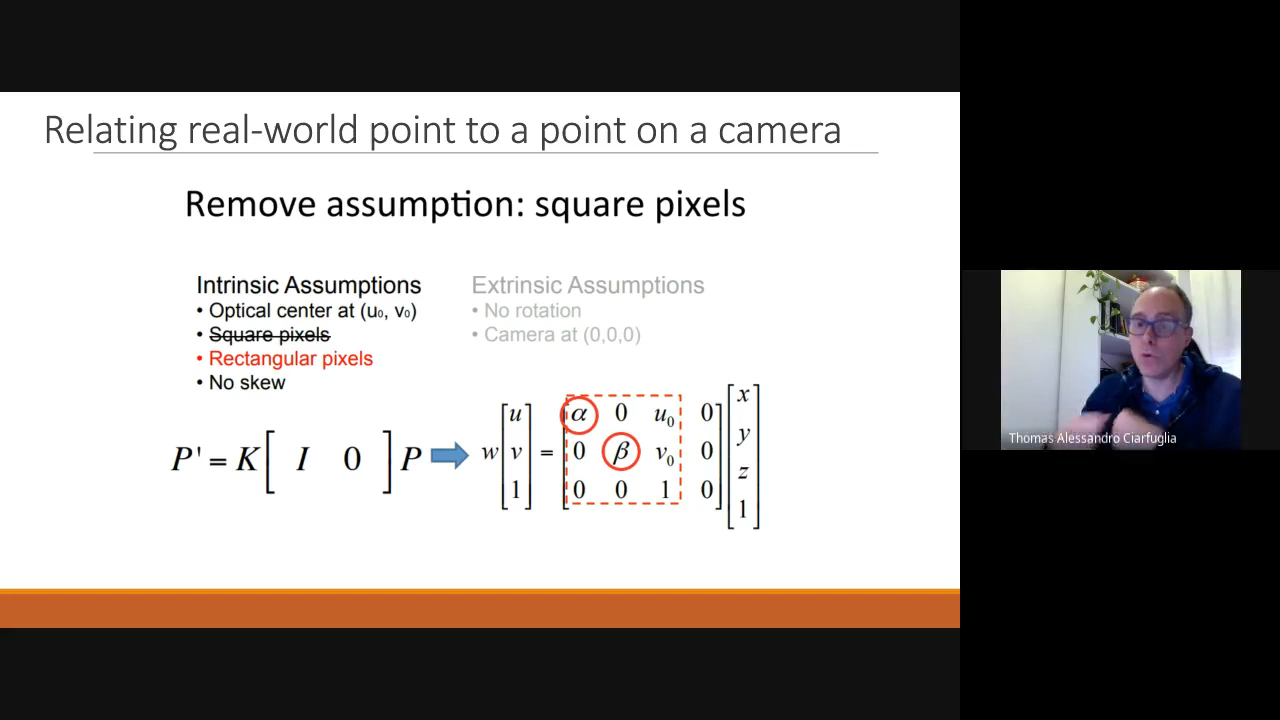 Relating real-world point to a point on a camera
Remove assumption: square pixels
Intrinsic Assumptions
• Optical center at (u₀, v₀)
• Square pixels
• Rectangular pixels
• No skew
Extrinsic Assumptions
• No rotation
• Camera at (0,0,0)
P' = K [ I 0 ] P
w [ u v 1 ] = [ α 0 u₀ 0 0 β v₀ 0 0 0 1 0 ] [ x y z 1 ]
Thomas Alessandro Ciarfuglia